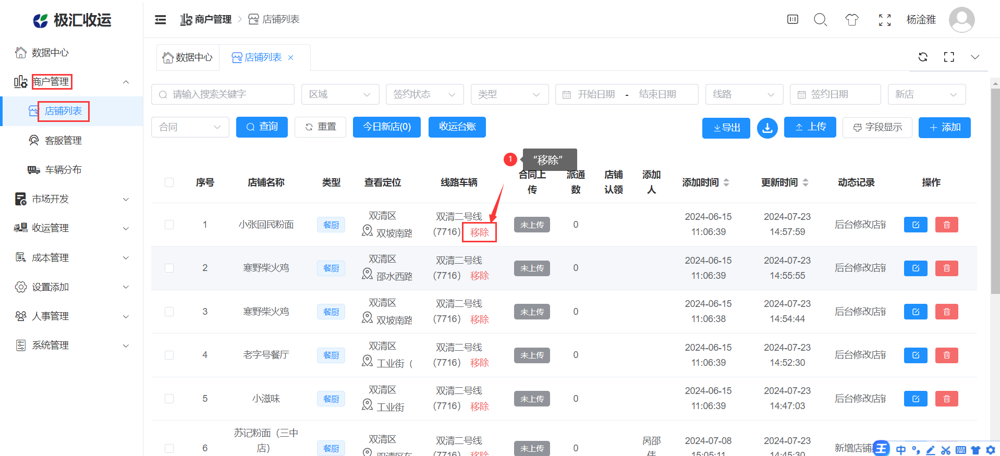 极汇收运
商户管理 > 店铺列表
杨淦雅
数据中心
商户管理
店铺列表
客服管理
车辆分布
市场开发
收运管理
成本管理
设置添加
人事管理
系统管理
数据中心 店铺列表 ×
请输入搜索关键字 区域 签约状态 类型 开始日期 - 结束日期 线路 签约日期 新店
合同 查询 重置 今日新店(0) 收运台账 导出 上传 字段显示 + 添加
1 “移除”
序号 店铺名称 类型 查看定位 线路车辆 合同上传 派通数 店铺认领 添加人 添加时间 更新时间 动态记录 操作
1 小张回民粉面 餐厨 双清区 双坡南路 双清二号线 (7716) 移除 未上传 0 2024-06-15 11:06:39 2024-07-23 14:57:59 后台修改店铺
2 寒野柴火鸡 餐厨 双清区 邵水西路 双清二号线 (7716) 移除 未上传 0 2024-06-15 11:06:39 2024-07-23 14:55:55 后台修改店铺
3 寒野柴火鸡 餐厨 双清区 双坡南路 双清二号线 (7716) 移除 未上传 0 2024-06-15 11:06:38 2024-07-23 14:54:44 后台修改店铺
4 老字号餐厅 餐厨 双清区 工业街（ 双清二号线 (7716) 移除 未上传 0 2024-06-15 11:06:39 2024-07-23 14:52:30 后台修改店铺
5 小滋味 餐厨 双清区 工业街 双清二号线 (7716) 移除 未上传 0 2024-06-15 11:06:39 2024-07-23 14:47:03 后台修改店铺
6 苏记粉面（三中店） 餐厨 双清区 双清区东 双清二号线 (7716) 移除 未上传 0 呙邵伟 2024-07-08 15:05:11 2024-07-23 14:45:30 新增店铺
王 中